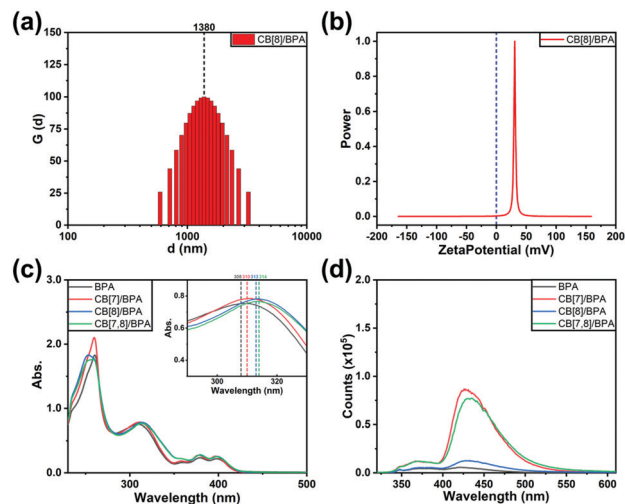 (a)
1380
150
125
100
75
50
25
0
G (d)
CB[8]/BPA
100
1000
10000
d (nm)
(b)
1.0
0.8
0.6
0.4
0.2
0.0
Power
CB[8]/BPA
-200
-150
-100
-50
0
50
100
150
200
ZetaPotential (mV)
(c)
3.0
2.0
1.0
0.0
Abs.
BPA
CB[7]/BPA
CB[8]/BPA
CB[7,8]/BPA
308
310
313
314
0.8
0.6
0.4
Abs.
300
320
Wavelength (nm)
300
400
500
Wavelength (nm)
(d)
2.0
1.5
1.0
0.5
0.0
Counts (x10⁵)
BPA
CB[7]/BPA
CB[8]/BPA
CB[7,8]/BPA
350
400
450
500
550
600
Wavelength (nm)